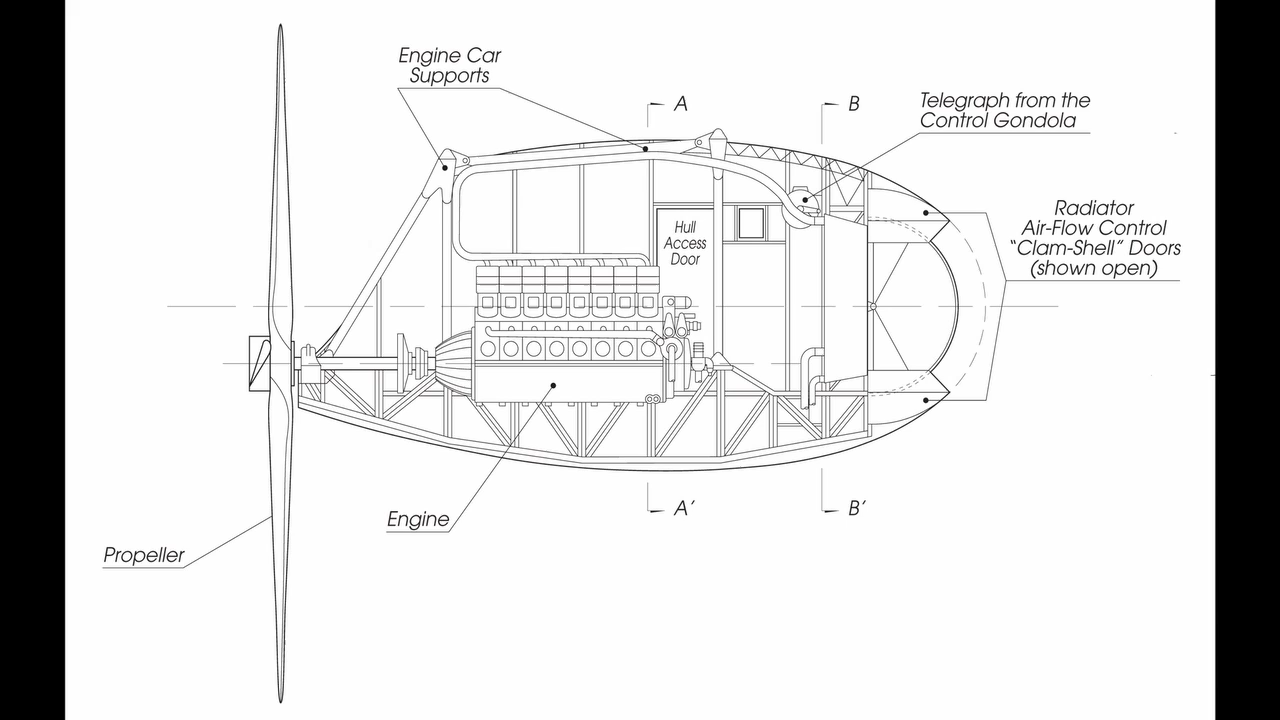 Engine Car
Supports
A
B
Telegraph from the
Control Gondola
Radiator
Air-Flow Control
“Clam-Shell” Doors
(shown open)
Hull
Access
Door
A’
B’
Engine
Propeller